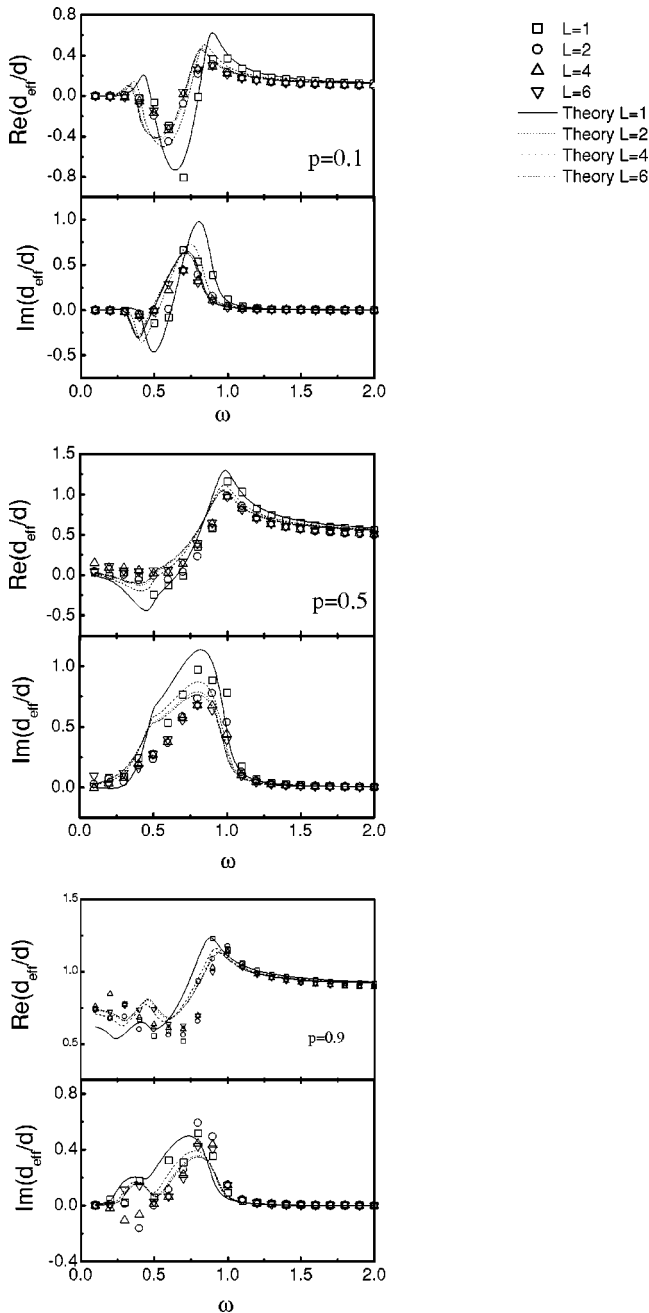 L=1
L=2
L=4
L=6
Theory L=1
Theory L=2
Theory L=4
Theory L=6
Re(d_eff/d)
0.8
0.4
0.0
-0.4
-0.8
p=0.1
Im(d_eff/d)
1.0
0.5
0.0
-0.5
0.0 0.5 1.0 1.5 2.0
ω
Re(d_eff/d)
1.5
1.0
0.5
0.0
-0.5
p=0.5
Im(d_eff/d)
1.0
0.5
0.0
0.0 0.5 1.0 1.5 2.0
ω
Re(d_eff/d)
1.5
1.0
0.5
p=0.9
Im(d_eff/d)
0.8
0.4
0.0
-0.4
0.0 0.5 1.0 1.5 2.0
ω